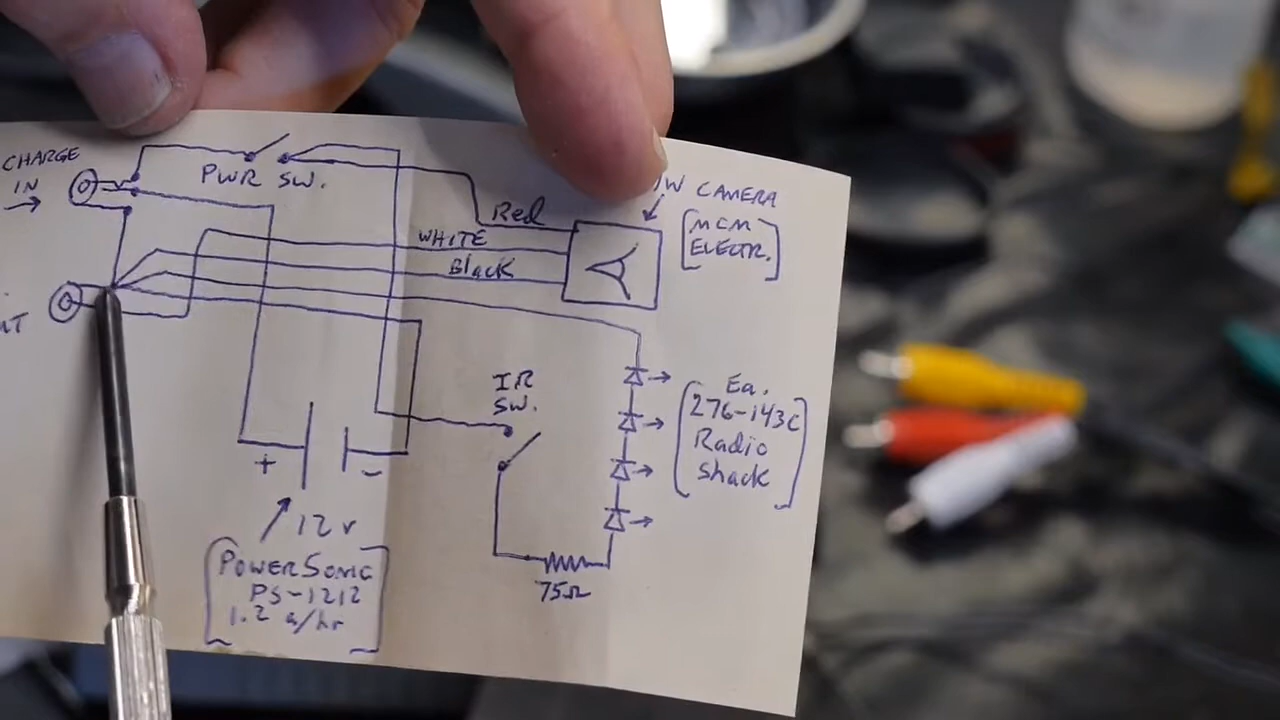 CHARGE
IN
PWR SW.
Red
WHITE
Black
CAMERA
MCM
ELECTR.
IR
SW.
Ea.
276-143C
Radio
Shack
+
-
12v
POWERSONIC
PS-1212
1.2 a/hr
75Ω